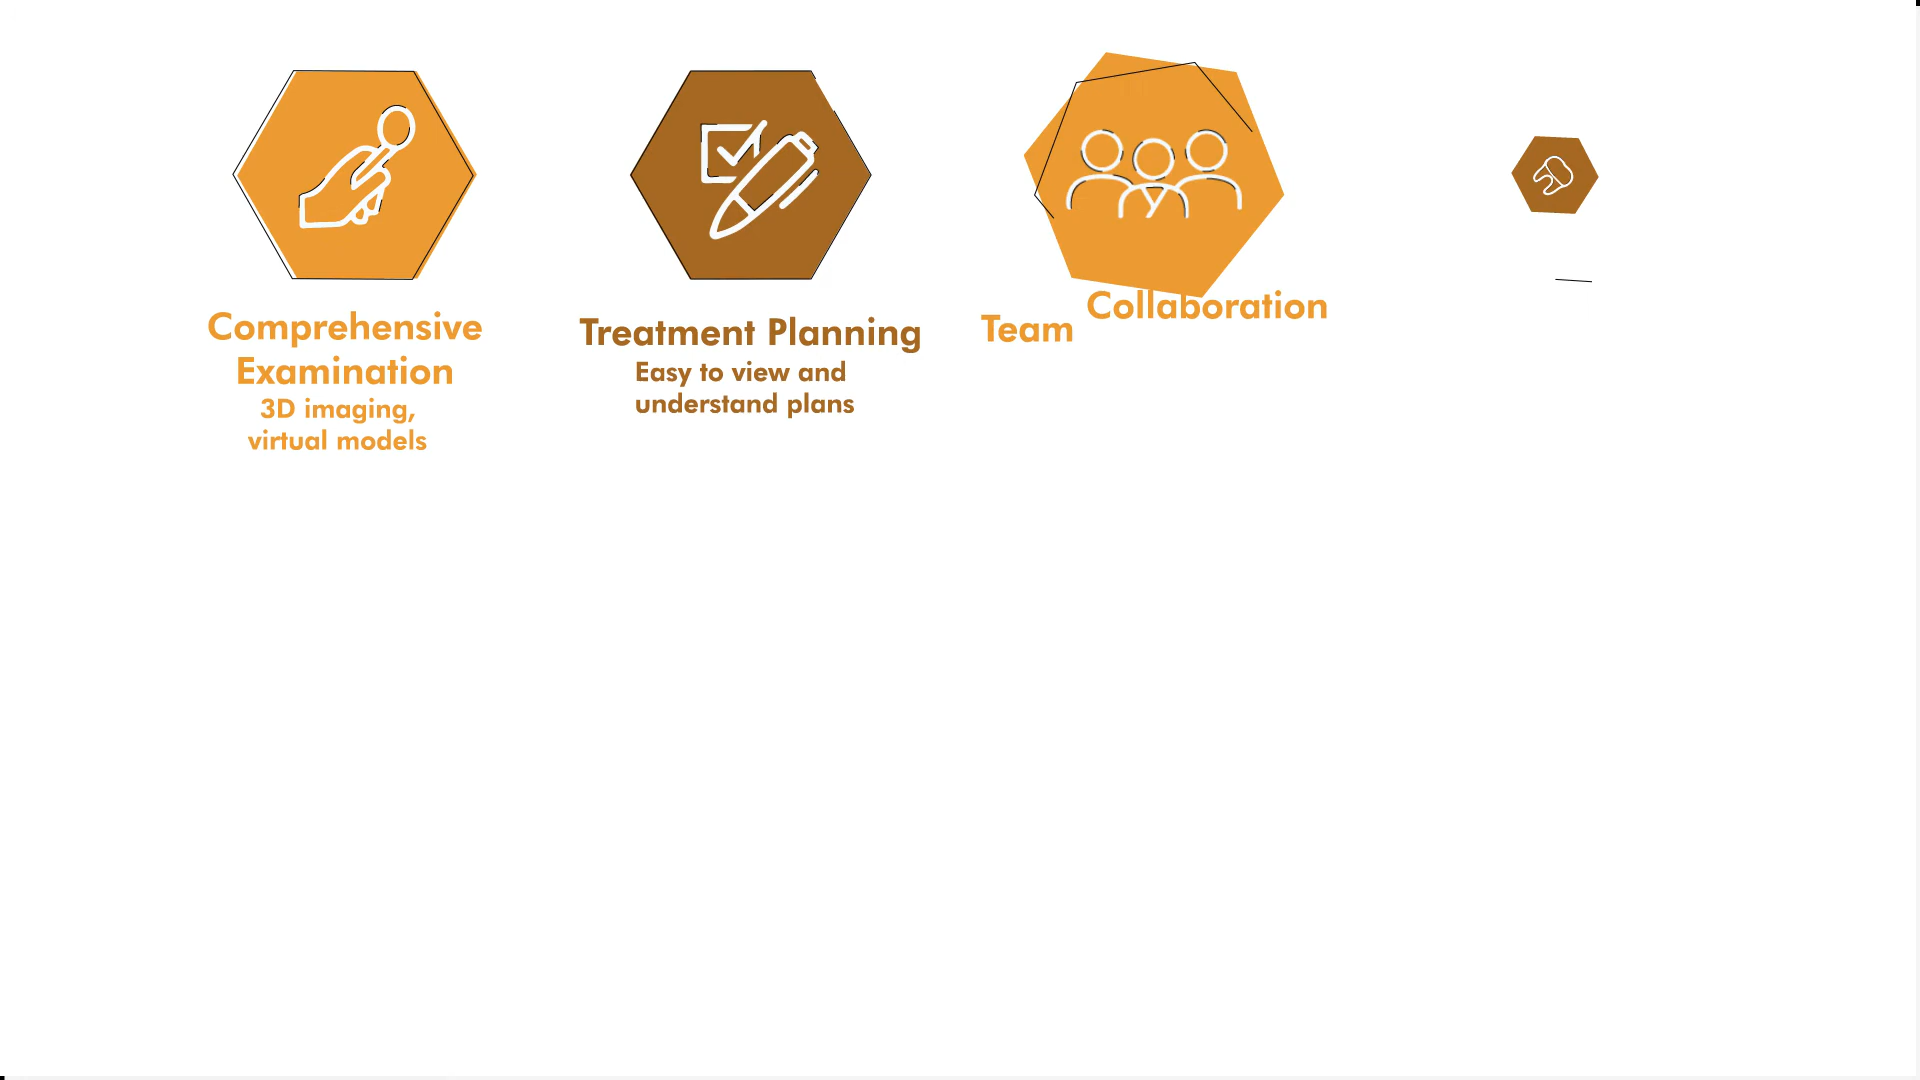 Comprehensive
Examination
3D imaging,
virtual models
Treatment Planning
Easy to view and
understand plans
Team Collaboration